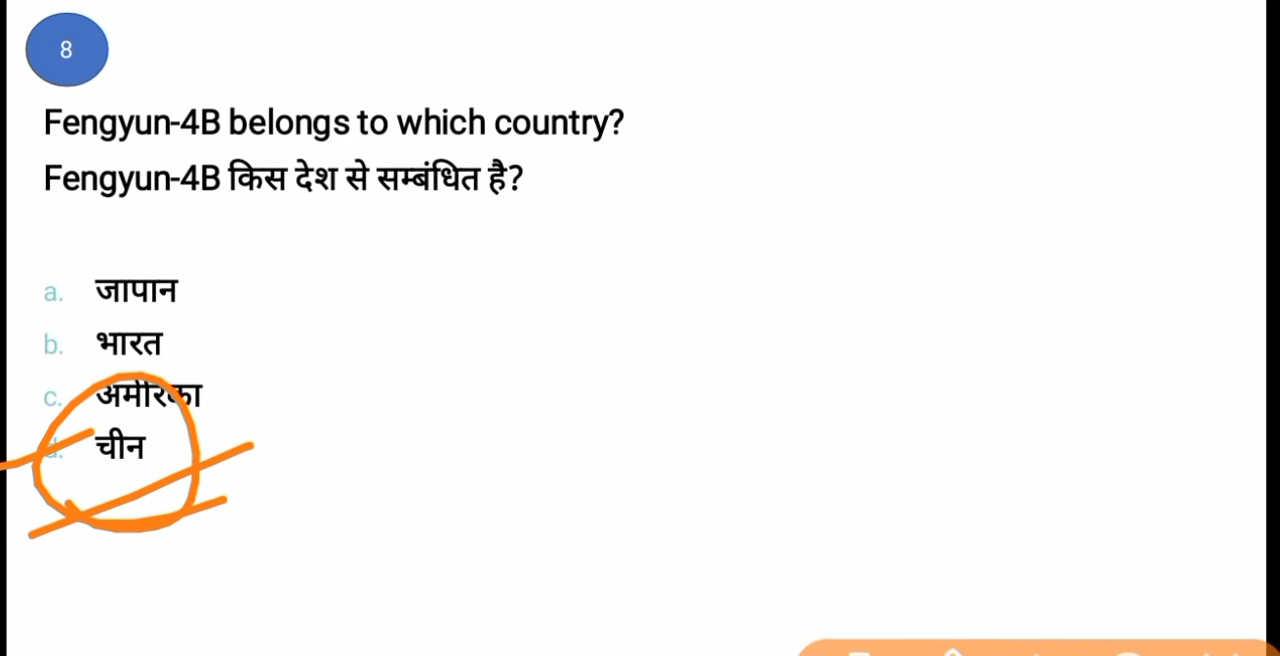 8
Fengyun-4B belongs to which country?
Fengyun-4B किस देश से सम्बंधित है?
a. जापान
b. भारत
c. अमेरिका
d. चीन